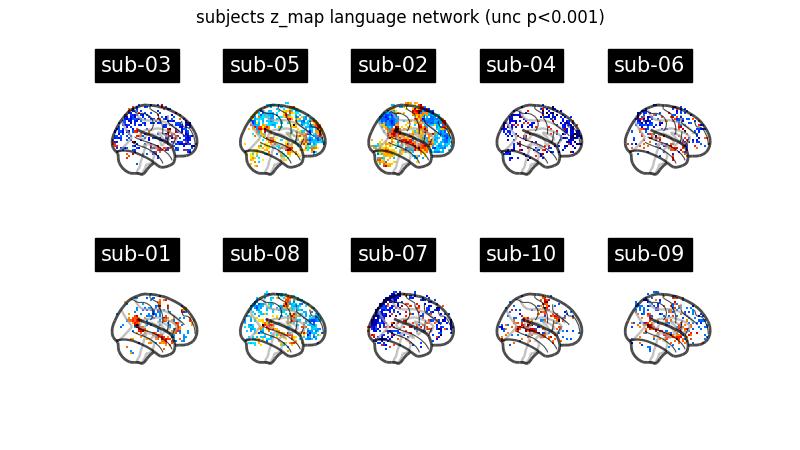 subjects z_map language network (unc p<0.001)
sub-03
sub-05
sub-02
sub-04
sub-06
sub-01
sub-08
sub-07
sub-10
sub-09